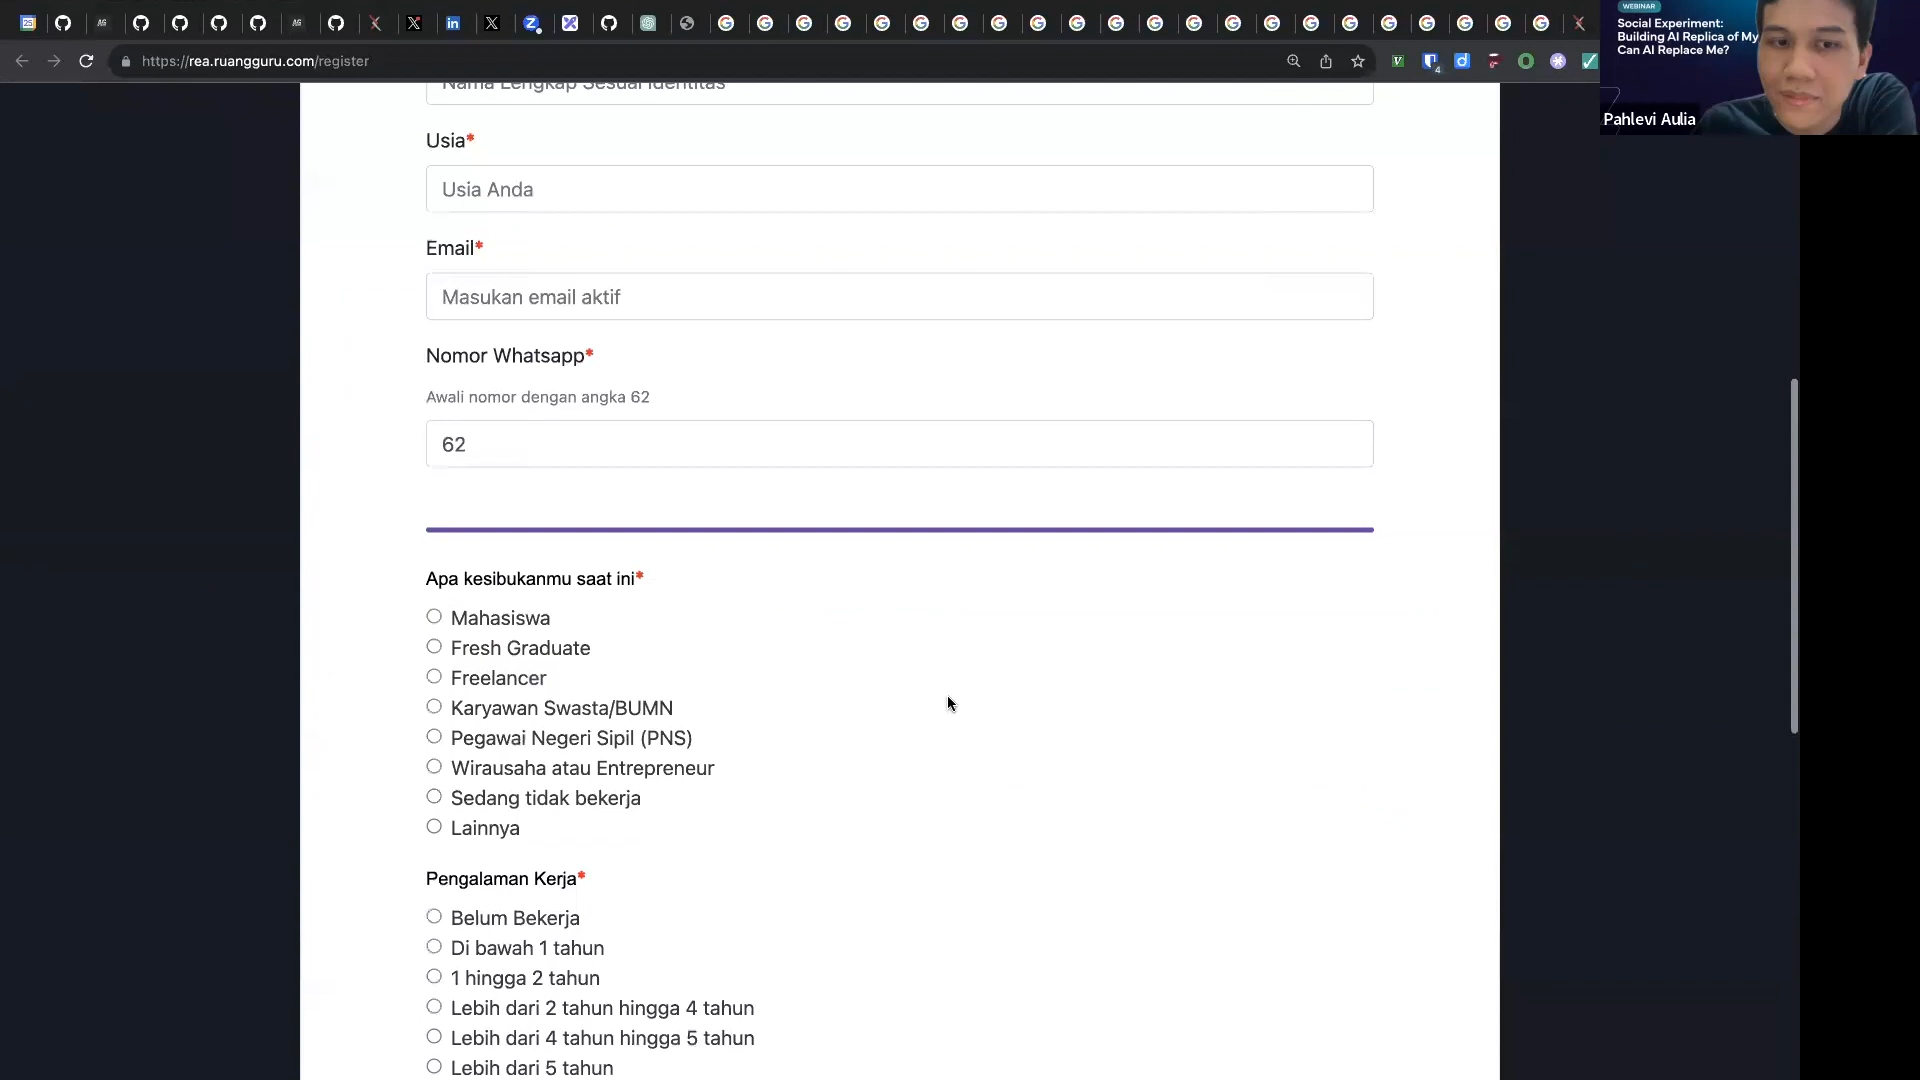 https://rea.ruangguru.com/register
WEBINAR
Social Experiment:
Building AI Replica of My
Can AI Replace Me?
Pahlevi Aulia
Nama Lengkap Sesuai Identitas
Usia*
Usia Anda
Email*
Masukan email aktif
Nomor Whatsapp*
Awali nomor dengan angka 62
62
Apa kesibukanmu saat ini*
Mahasiswa
Fresh Graduate
Freelancer
Karyawan Swasta/BUMN
Pegawai Negeri Sipil (PNS)
Wirausaha atau Entrepreneur
Sedang tidak bekerja
Lainnya
Pengalaman Kerja*
Belum Bekerja
Di bawah 1 tahun
1 hingga 2 tahun
Lebih dari 2 tahun hingga 4 tahun
Lebih dari 4 tahun hingga 5 tahun
Lebih dari 5 tahun